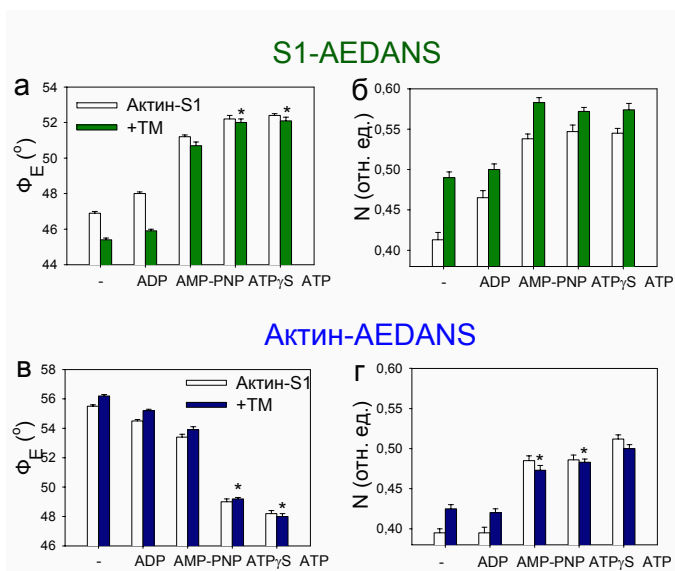 S1-AEDANS
а
Актин-S1
+TM
Φ_E (°)
54
52
50
48
46
44
*
*
- ADP AMP-PNP ATPγS ATP
б
N (отн. ед.)
0,60
0,55
0,50
0,45
0,40
- ADP AMP-PNP ATPγS ATP
Актин-AEDANS
в
Актин-S1
+TM
Φ_E (°)
58
56
54
52
50
48
46
*
*
- ADP AMP-PNP ATPγS ATP
г
N (отн. ед.)
0,60
0,55
0,50
0,45
0,40
*
*
*
- ADP AMP-PNP ATPγS ATP